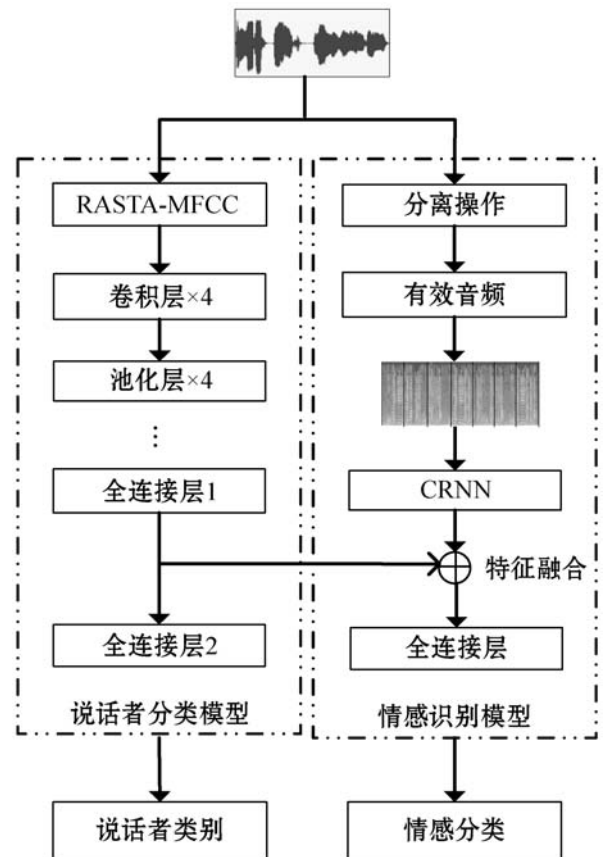 RASTA-MFCC
卷积层×4
池化层×4
⋮
全连接层1
全连接层2
说话者分类模型
说话者类别
分离操作
有效音频
CRNN
特征融合
全连接层
情感识别模型
情感分类